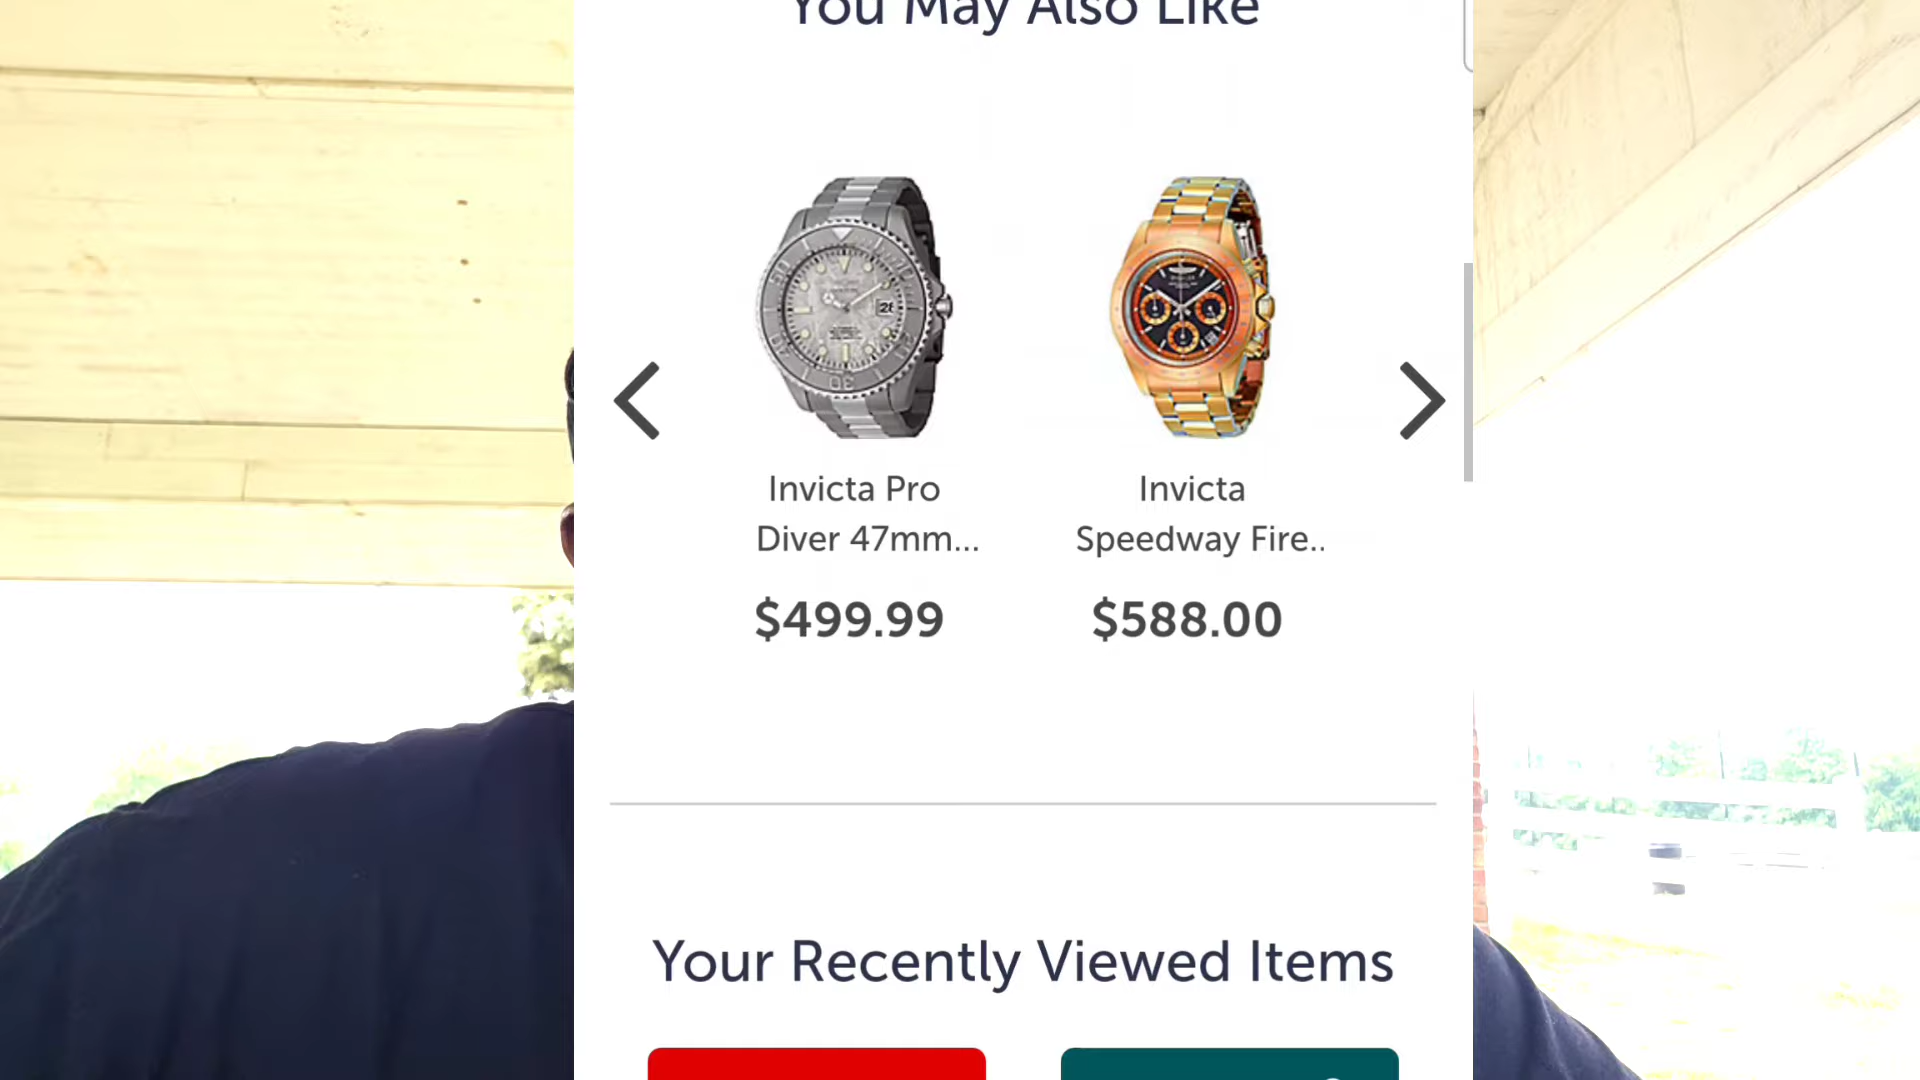 You May Also Like
Invicta Pro
Diver 47mm...
$499.99
Invicta
Speedway Fire..
$588.00
Your Recently Viewed Items